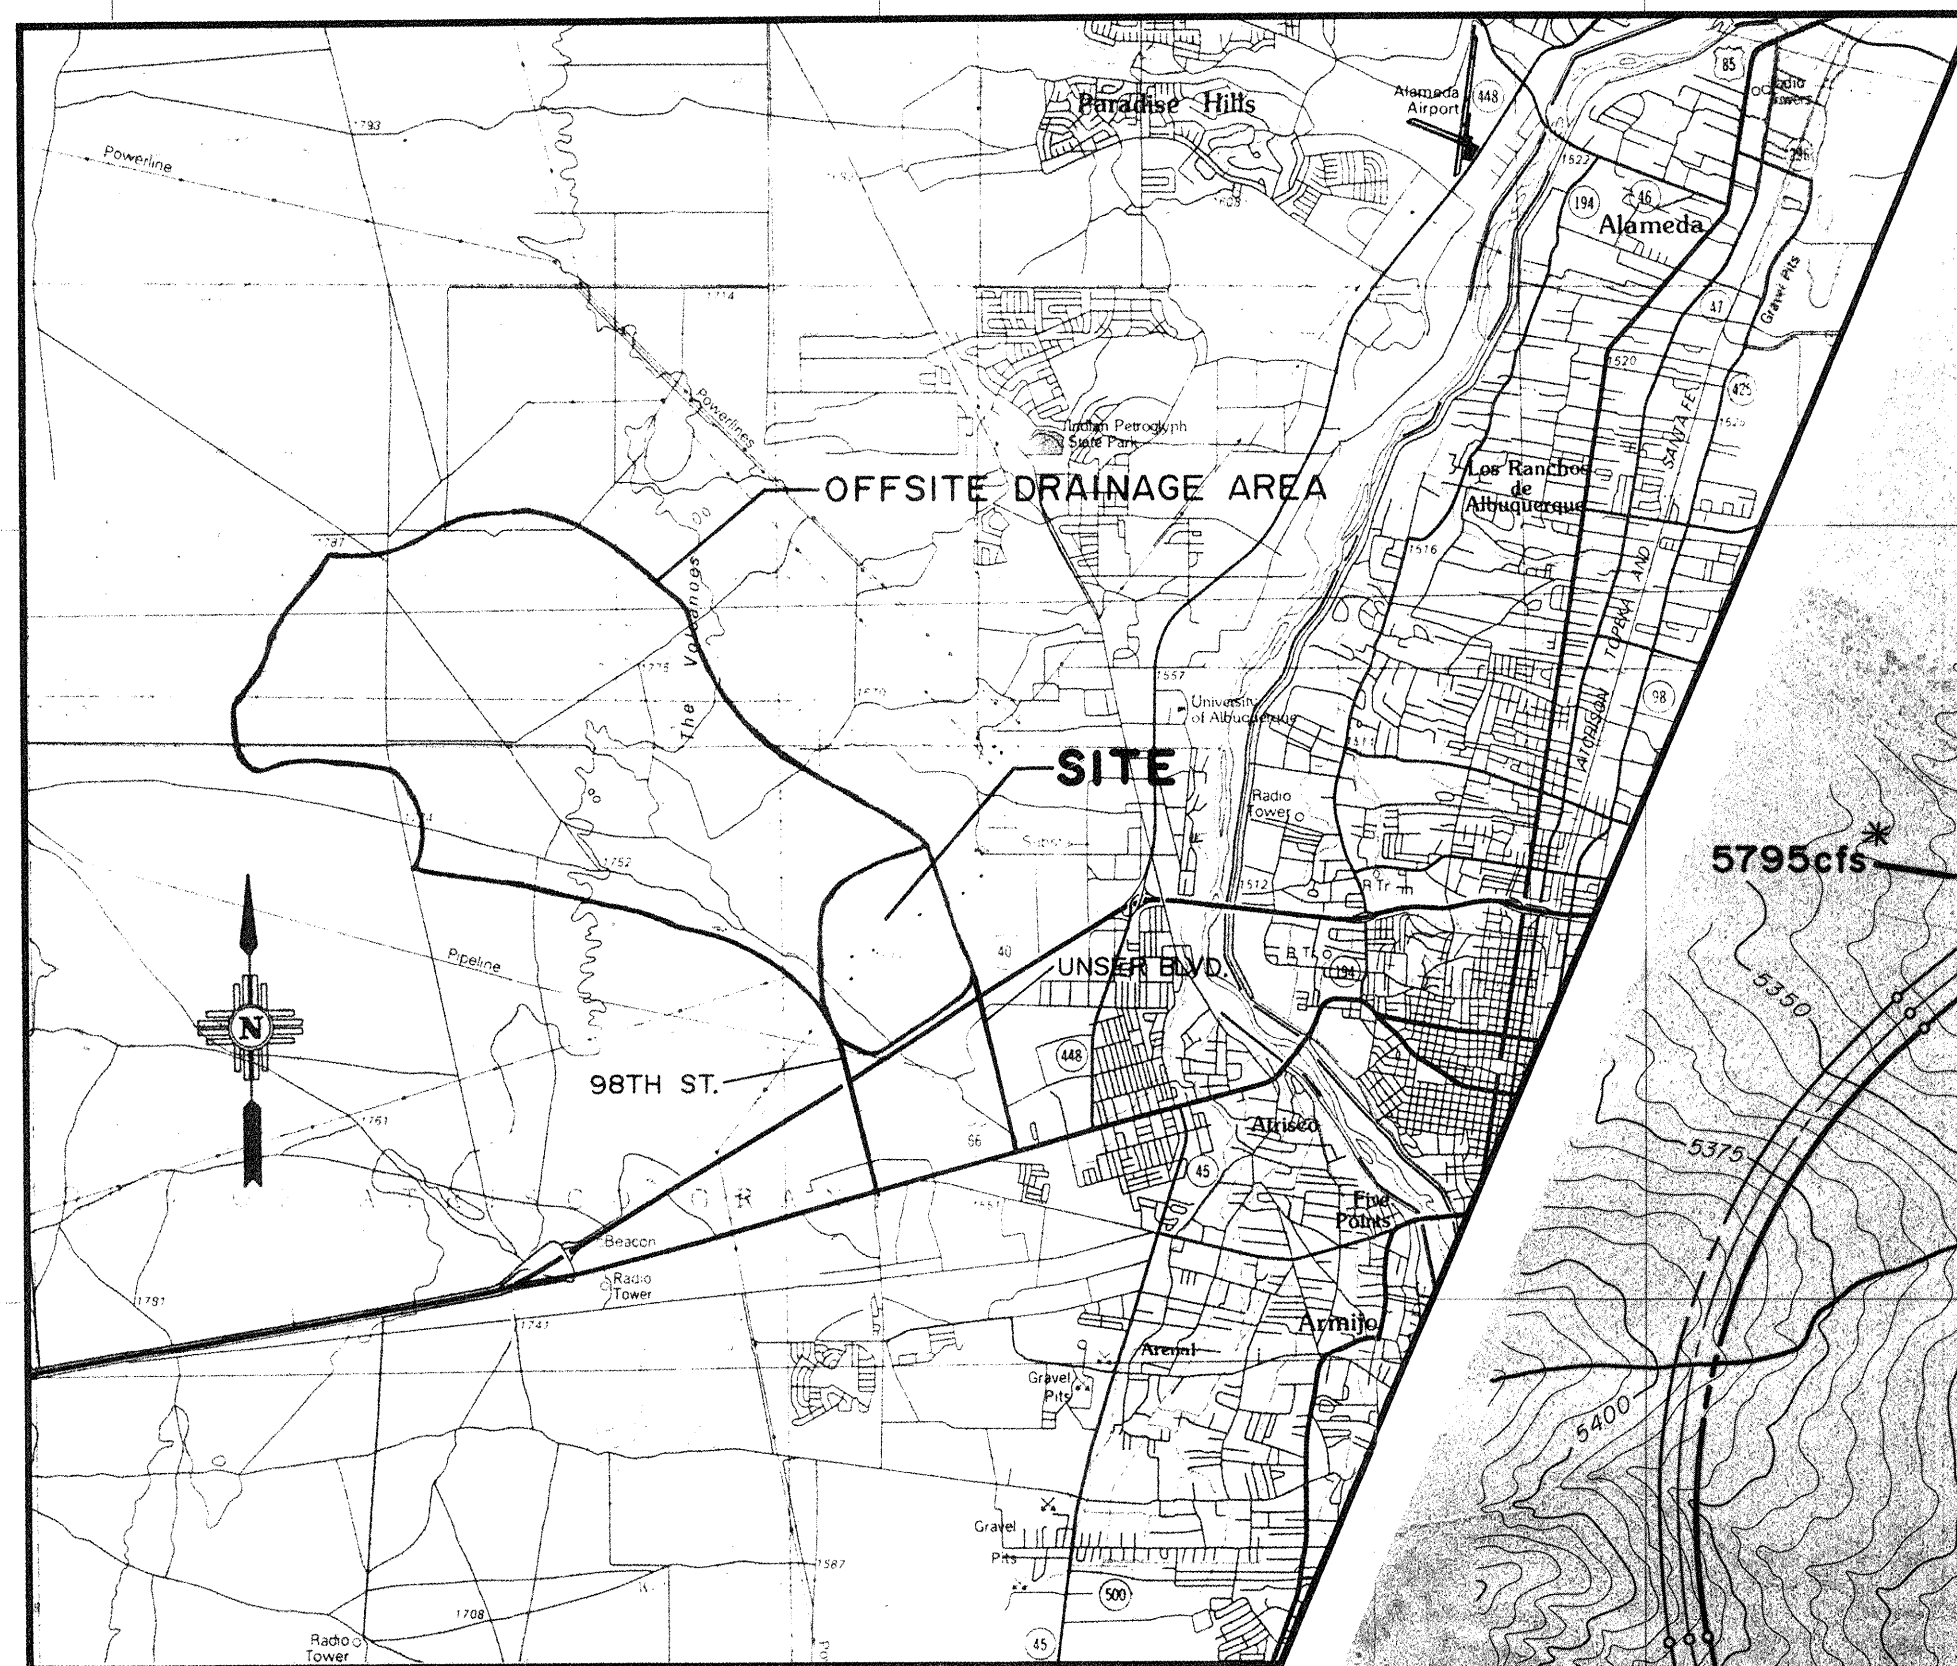 Paradise Hills
Alameda
Airport
448
85
1793
Powerline
1522
194
46
Alameda
1714
47
Gravel Pits
1520
425
Powerlines
Indian Petroglyph
State Park
SANTA FE
OFFSITE DRAINAGE AREA
Los Ranchos
de
Albuquerque
1516
The Volcanoes
ATCHISON TOPEKA AND
1557
98
University
of Albuquerque
SITE
Radio
Tower
5795cfs*
1752
1512
R Tr
Pipeline
40
UNSER BLVD.
194
N
5350
448
98TH ST.
Atrisco
66
5375
1761
45
Five
Points
Beacon
Radio
Tower
1781
1741
Armijo
Arenal
Gravel
Pits
5400
Gravel
Pits
1587
500
1708
Radio
Tower
45